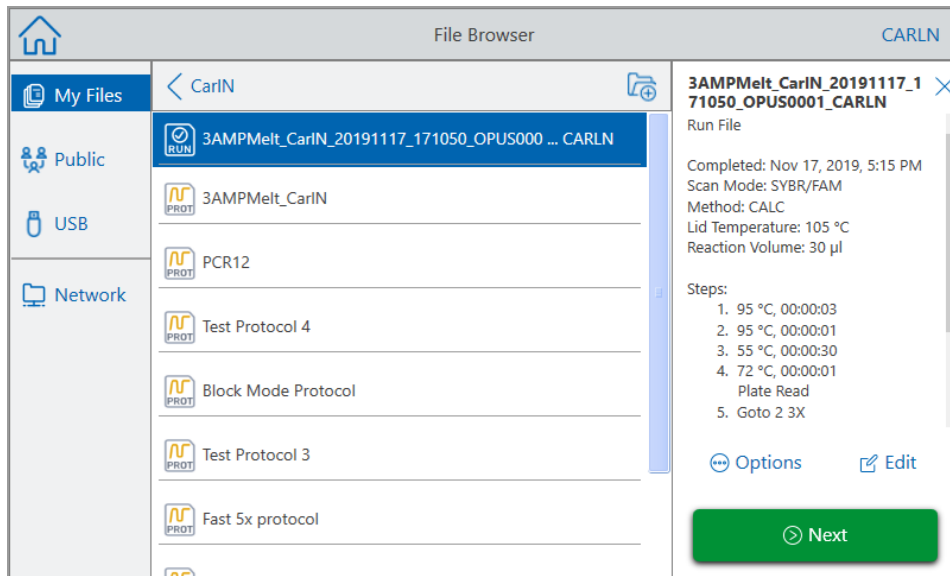 File Browser
CARLN
My Files
Public
USB
Network
CarlN
RUN
3AMPMelt_CarlN_20191117_171050_OPUS000 ... CARLN
PROT
3AMPMelt_CarlN
PROT
PCR12
PROT
Test Protocol 4
PROT
Block Mode Protocol
PROT
Test Protocol 3
PROT
Fast 5x protocol
3AMPMelt_CarlN_20191117_1
71050_OPUS0001_CARLN
Run File
Completed: Nov 17, 2019, 5:15 PM
Scan Mode: SYBR/FAM
Method: CALC
Lid Temperature: 105 °C
Reaction Volume: 30 µl
Steps:
1. 95 °C, 00:00:03
2. 95 °C, 00:00:01
3. 55 °C, 00:00:30
4. 72 °C, 00:00:01
Plate Read
5. Goto 2 3X
Options
Edit
Next